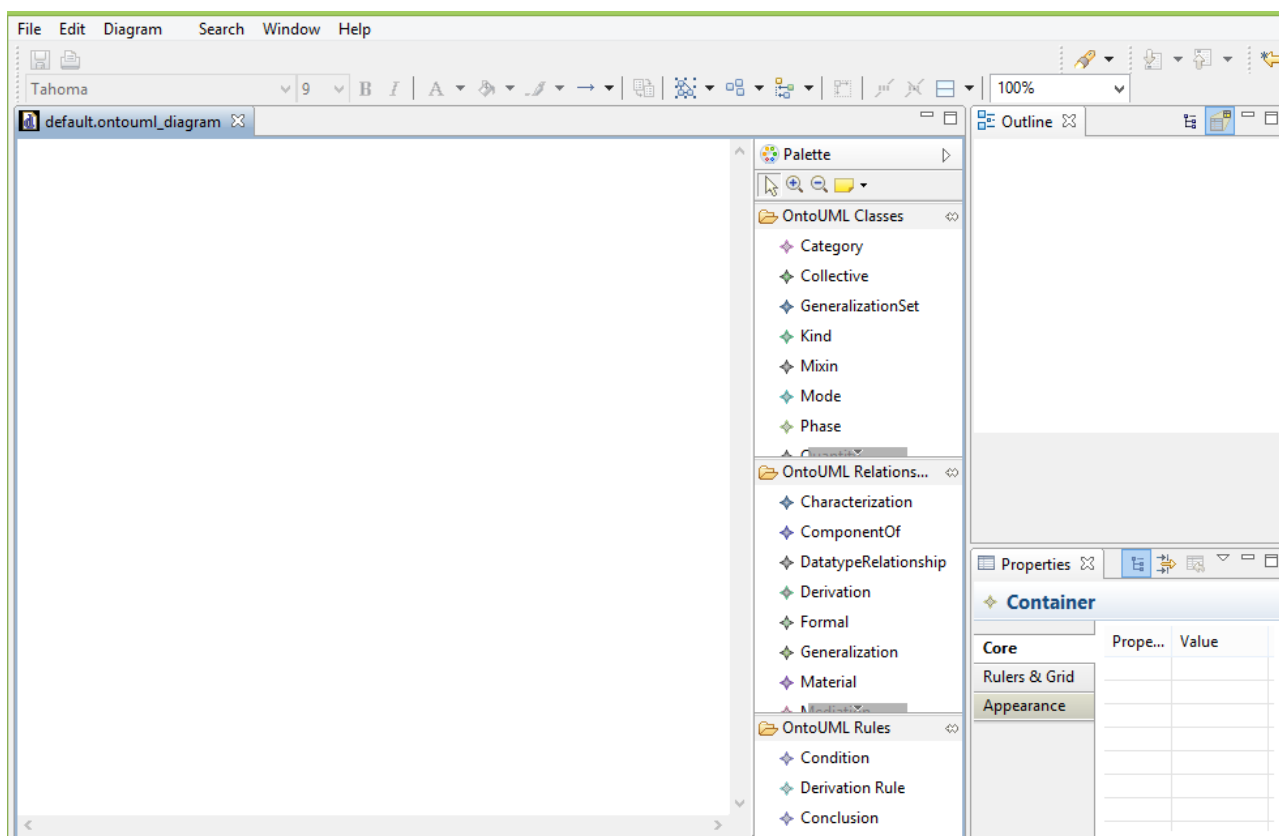 File Edit Diagram Search Window Help
Tahoma 9 B I A 100%
default.ontouml_diagram
Palette
OntoUML Classes
Category
Collective
GeneralizationSet
Kind
Mixin
Mode
Phase
OntoUML Relations...
Characterization
ComponentOf
DatatypeRelationship
Derivation
Formal
Generalization
Material
OntoUML Rules
Condition
Derivation Rule
Conclusion
Outline
Properties
Container
Core
Rulers & Grid
Appearance
Prope... Value